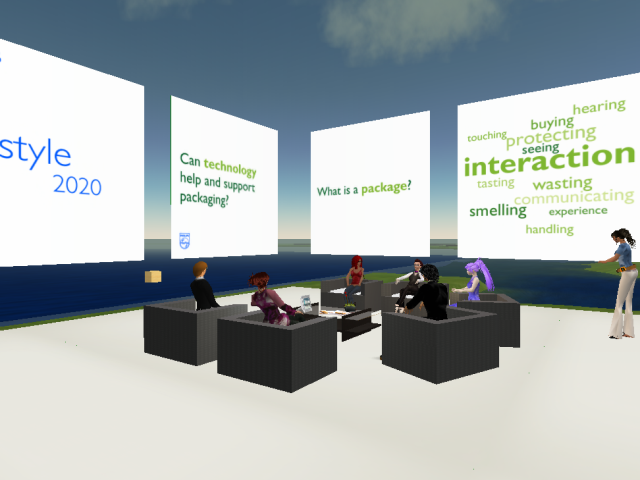 style
2020
Can technology
help and support
packaging?
What is a package?
hearing
buying
touching
protecting
seeing
interaction
tasting
wasting
communicating
smelling
experience
handling